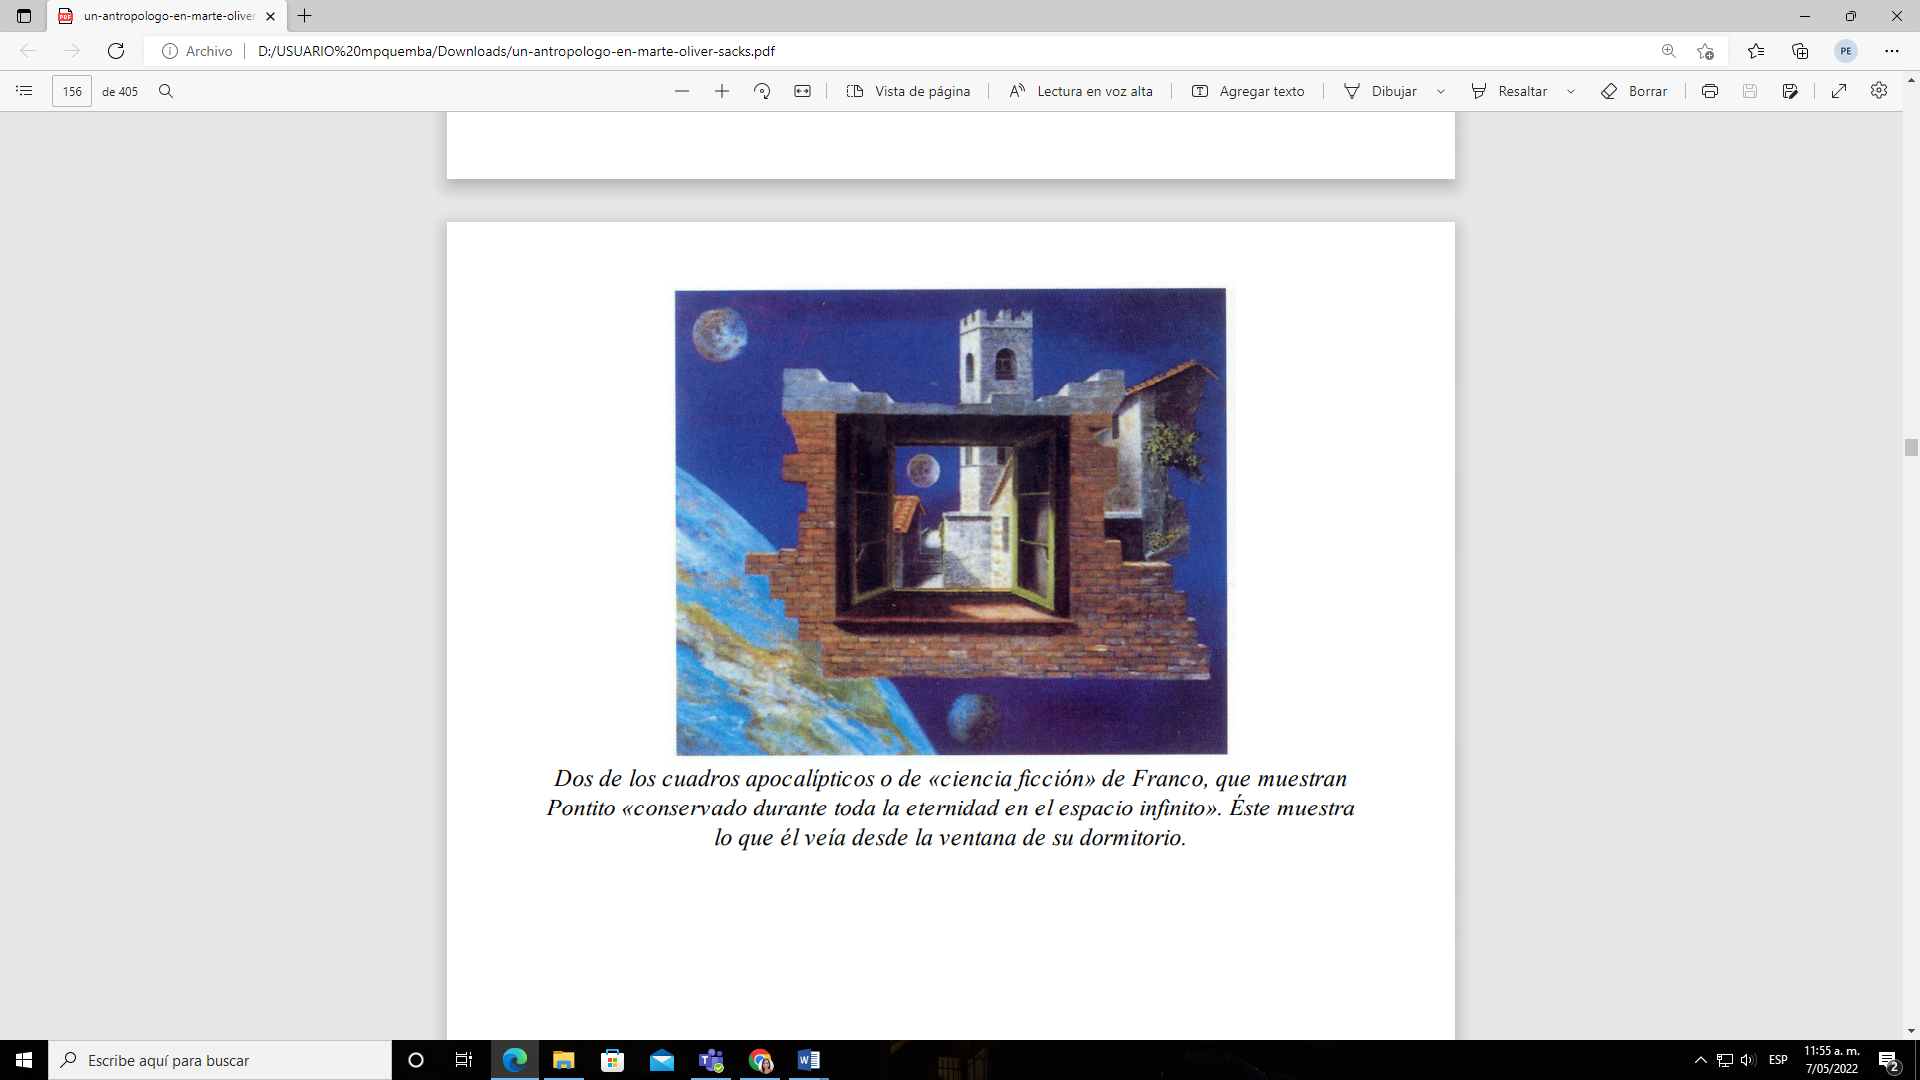 un-antropologo-en-marte-oliver
Archivo
D:/USUARIO%20mpquemba/Downloads/un-antropologo-en-marte-oliver-sacks.pdf
PE
156 de 405
Vista de página
Lectura en voz alta
Agregar texto
Dibujar
Resaltar
Borrar
Dos de los cuadros apocalípticos o de «ciencia ficción» de Franco, que muestran
Pontito «conservado durante toda la eternidad en el espacio infinito». Éste muestra
lo que él veía desde la ventana de su dormitorio.
Escribe aquí para buscar
ESP
11:55 a. m.
7/05/2022
2